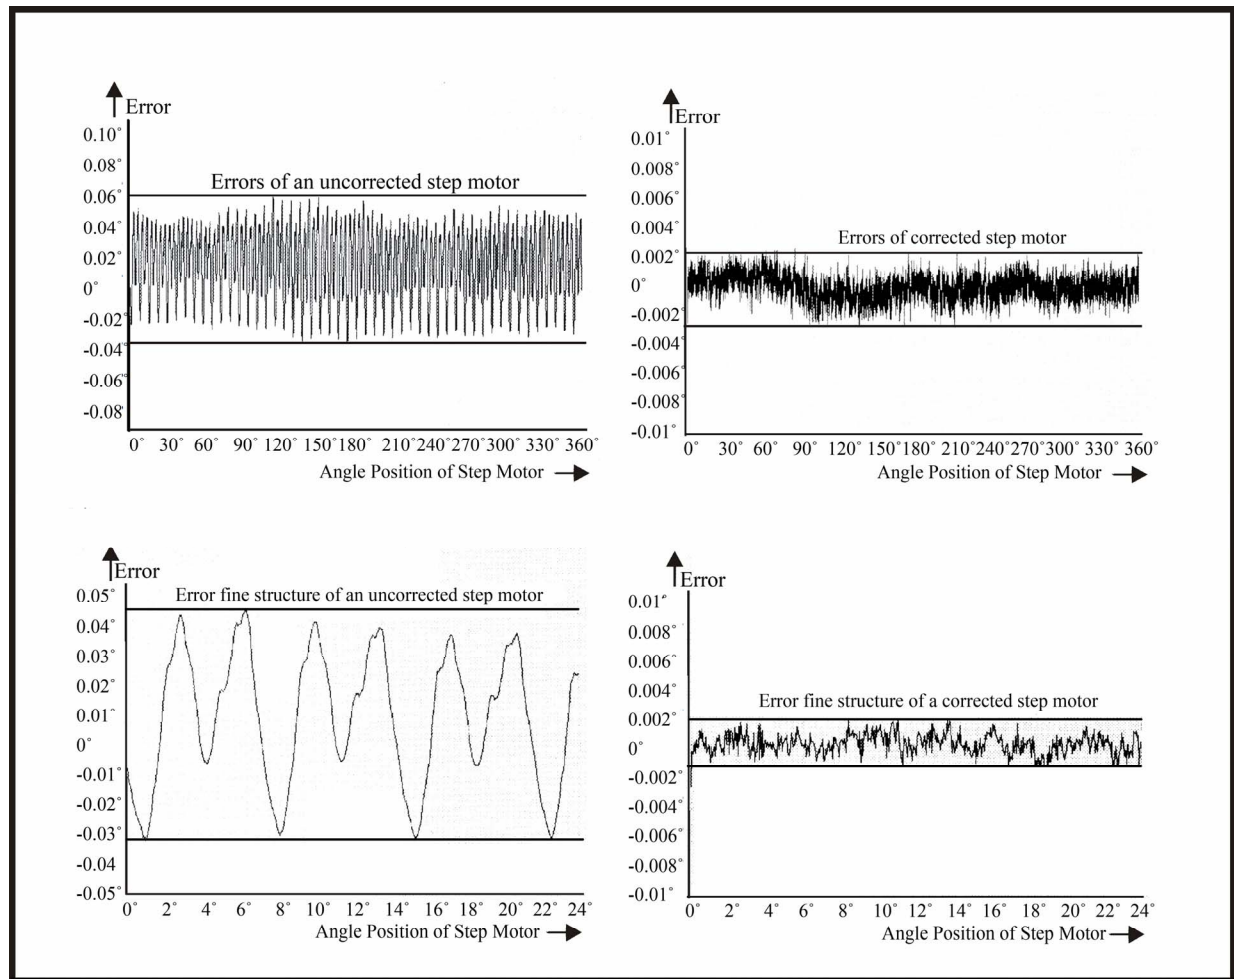 Error
0.10°
0.08°
Errors of an uncorrected step motor
0.06°
0.04°
0.02°
0°
-0.02°
-0.04°
-0.06°
-0.08°
0° 30° 60° 90° 120° 150° 180° 210° 240° 270° 300° 330° 360°
Angle Position of Step Motor
Error
0.01°
0.008°
0.006°
0.004°
Errors of corrected step motor
0.002°
0°
-0.002°
-0.004°
-0.006°
-0.008°
-0.01°
0° 30° 60° 90° 120° 150° 180° 210° 240° 270° 300° 330° 360°
Angle Position of Step Motor
Error
0.05°
Error fine structure of an uncorrected step motor
0.04°
0.03°
0.02°
0.01°
0°
-0.01°
-0.02°
-0.03°
-0.04
-0.05°
0° 2° 4° 6° 8° 10° 12° 14° 16° 18° 20° 22° 24°
Angle Position of Step Motor
Error
0.01°
0.008°
0.006°
0.004°
Error fine structure of a corrected step motor
0.002°
0°
-0.002°
-0.004°
-0.006°
-0.008°
-0.01°
0° 2° 4° 6° 8° 10° 12° 14° 16° 18° 20° 22° 24°
Angle Position of Step Motor